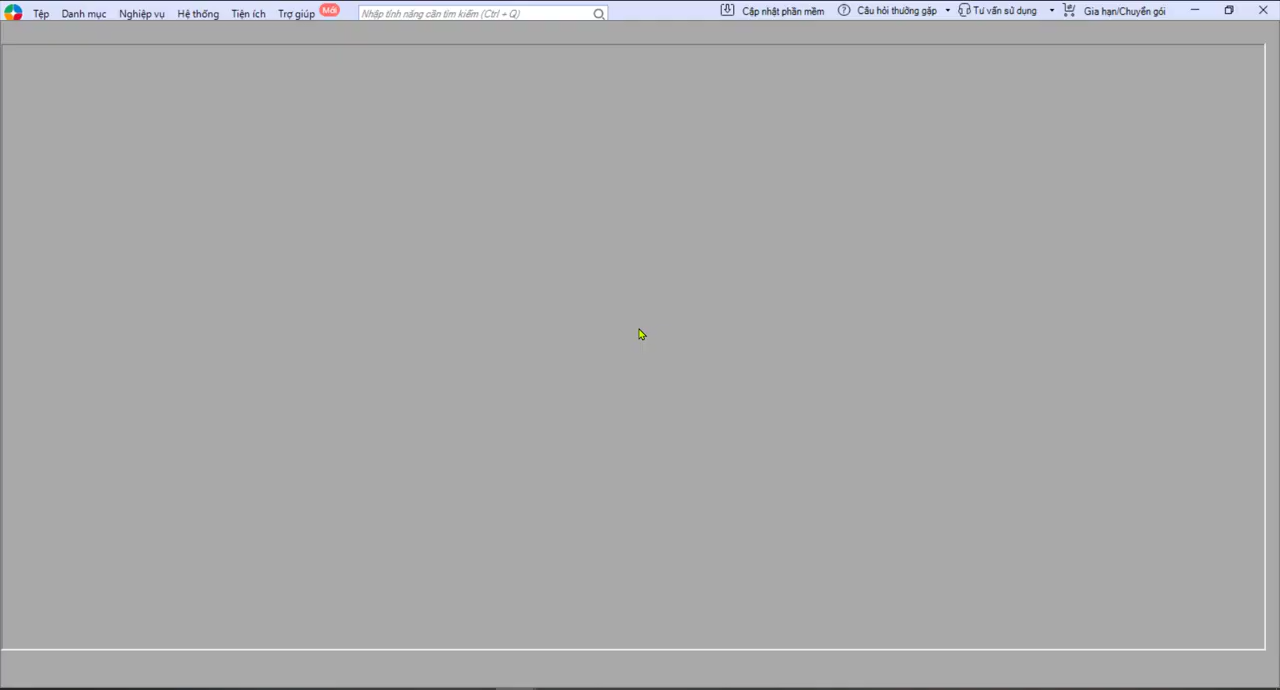 Tệp Danh mục Nghiệp vụ Hệ thống Tiện ích Trợ giúp Mới Nhập tính năng cần tìm kiếm (Ctrl + Q) Cập nhật phần mềm Câu hỏi thường gặp Tư vấn sử dụng Gia hạn/Chuyển gói